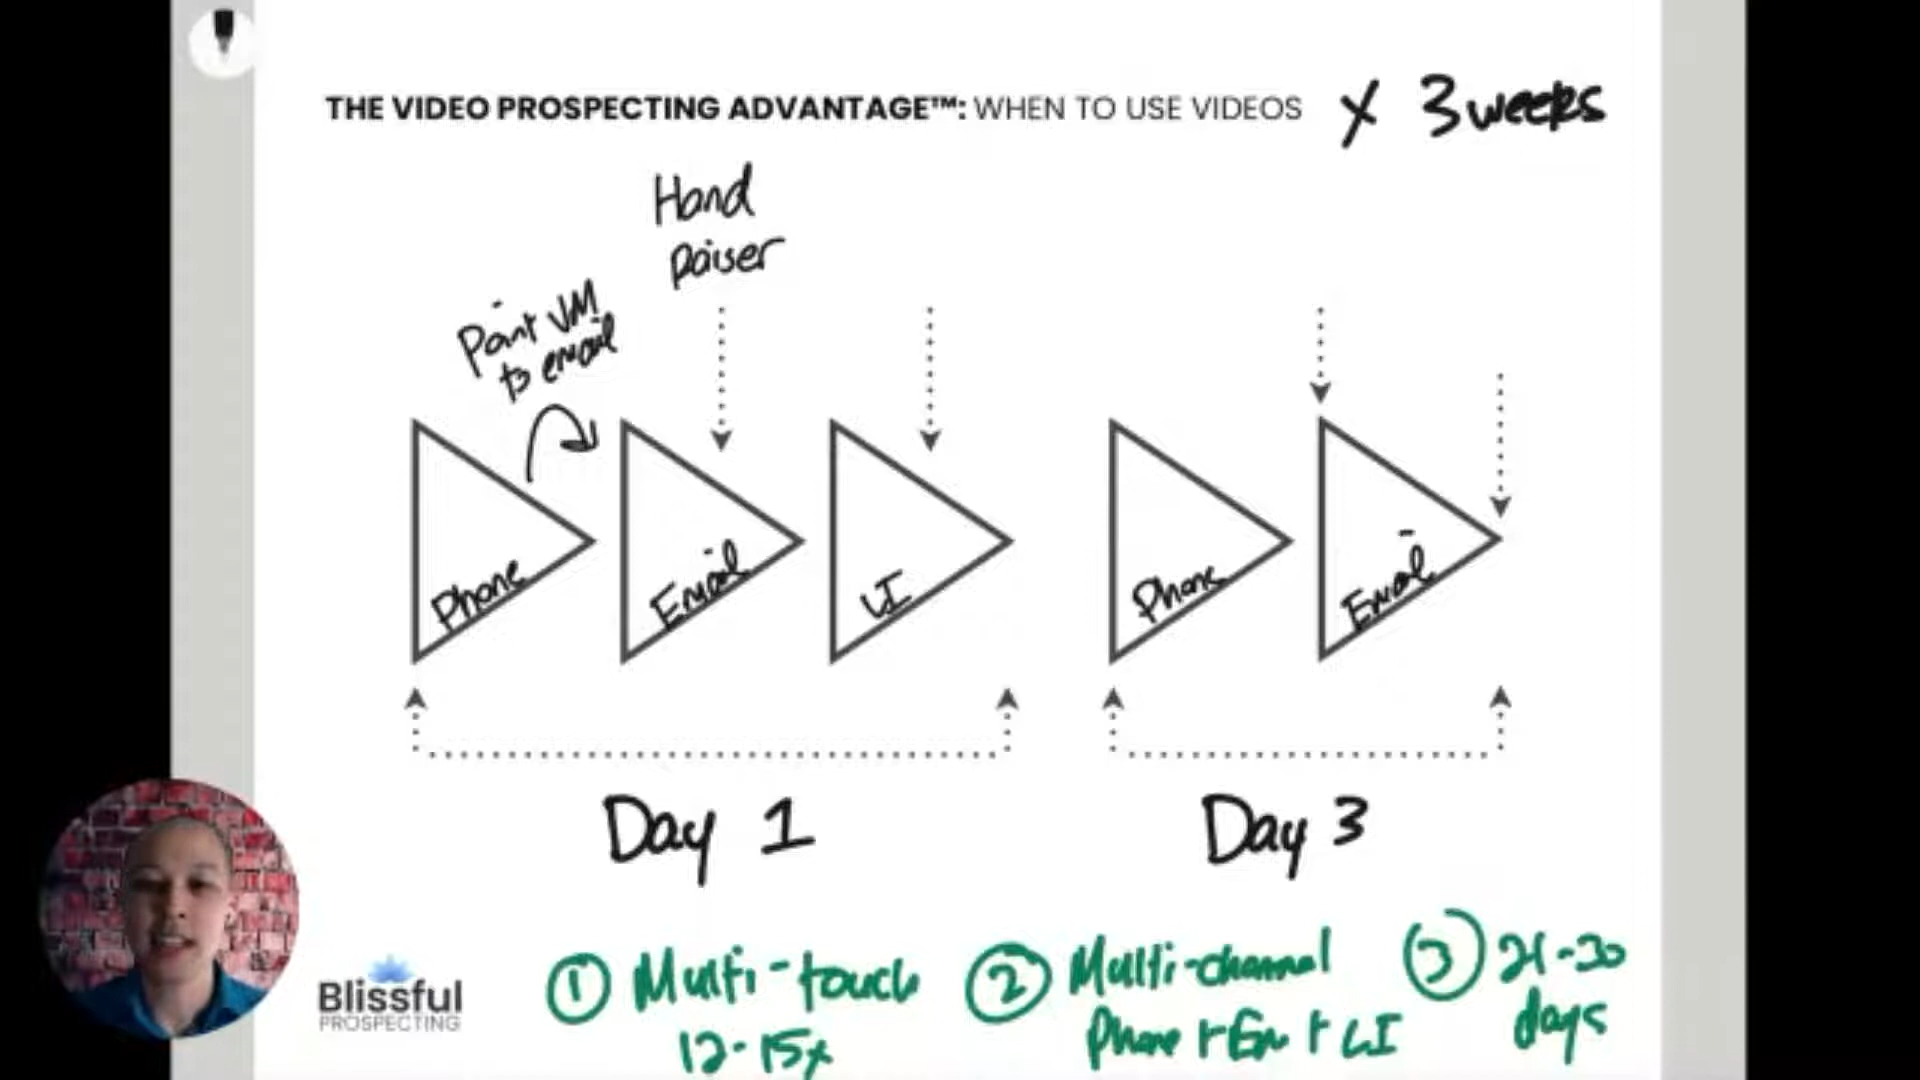 THE VIDEO PROSPECTING ADVANTAGE™: WHEN TO USE VIDEOS X 3 weeks
Hand
Raiser
Point VM
to email
Phone
Email
LI
Phone
Email
Day 1
Day 3
Blissful
PROSPECTING
① Multi-touch
12-15x
② Multi-channel
Phone + Em + LI
③ 21-30
days